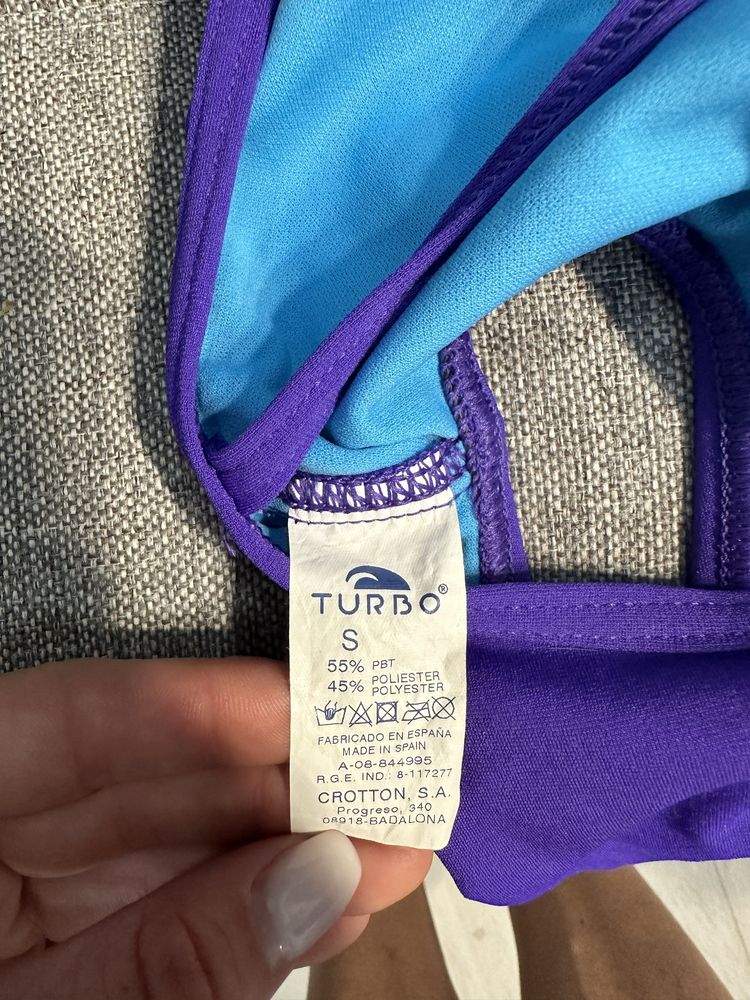 TURBO®
S
55% PBT
45% POLIESTER
POLYESTER
FABRICADO EN ESPAÑA
MADE IN SPAIN
A-08-844995
R.G.E. IND.: 8-117277
CROTTON, S.A.
Progreso, 340
08918-BADALONA